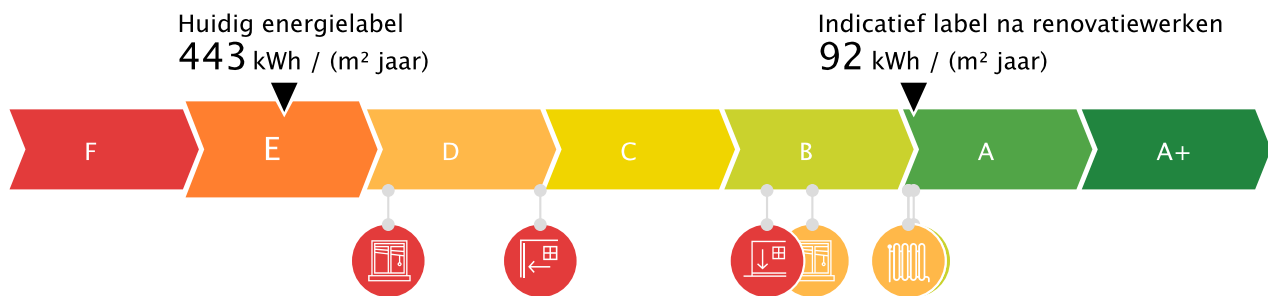 Huidig energielabel
443 kWh / (m² jaar)
Indicatief label na renovatiewerken
92 kWh / (m² jaar)
F E D C B A A+